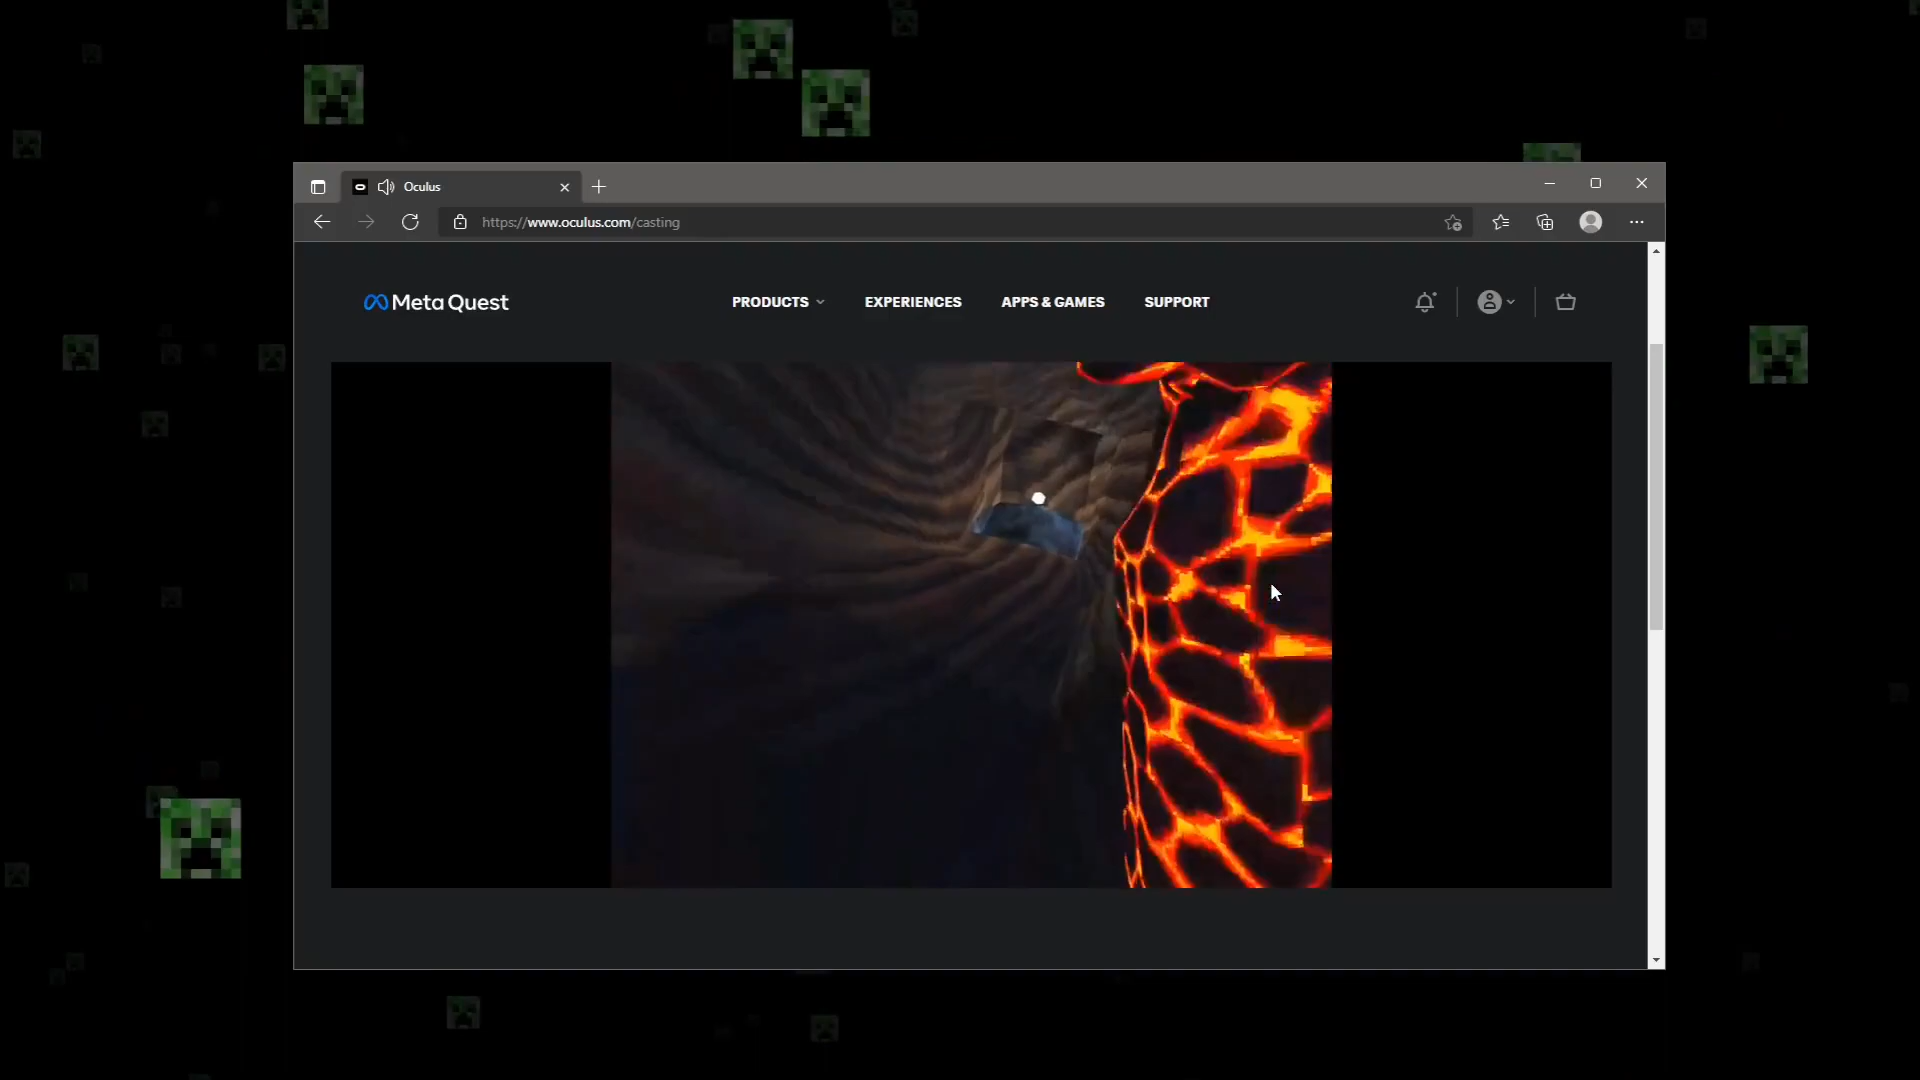 Oculus
https://www.oculus.com/casting
Meta Quest
PRODUCTS
EXPERIENCES
APPS & GAMES
SUPPORT